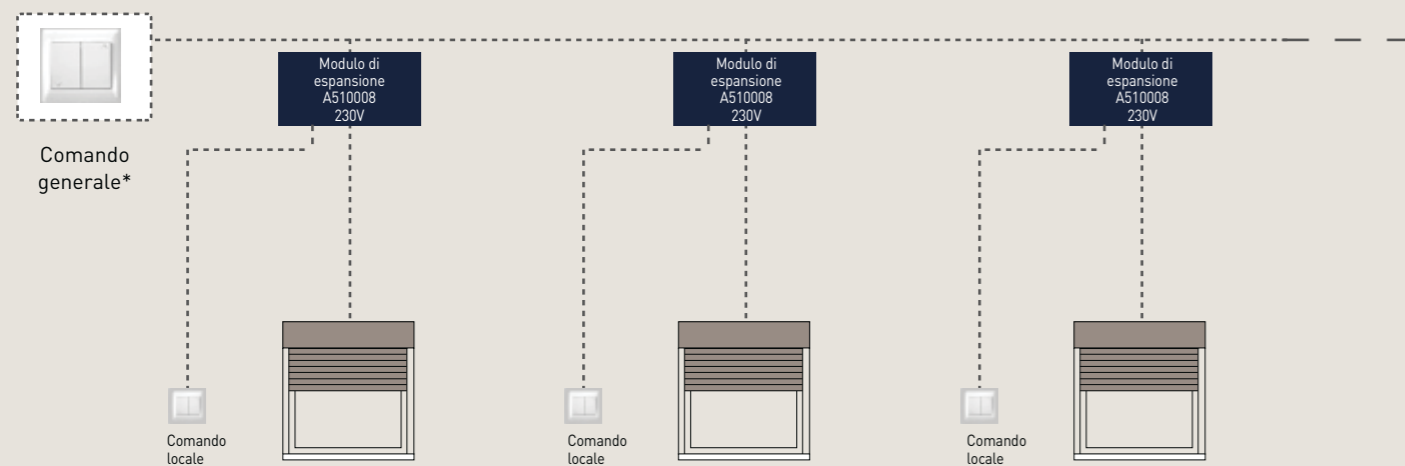 Comando
generale*
Modulo di
espansione
A510008
230V
Modulo di
espansione
A510008
230V
Modulo di
espansione
A510008
230V
Comando
locale
Comando
locale
Comando
locale